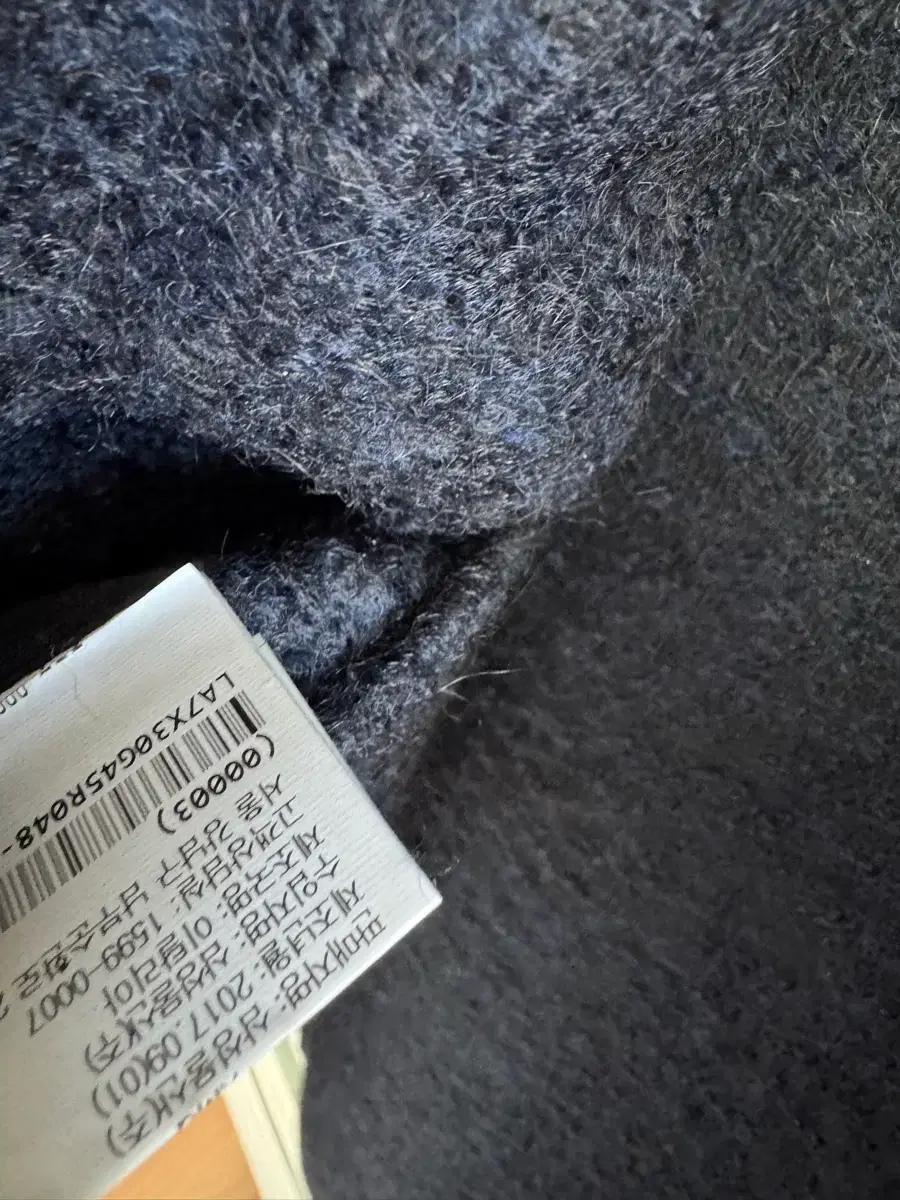 판매자명: 삼성물산(주)
제조년월: 2017.09(01)
수입자명: 삼성물산(주)
제조국명: 이탈리아
고객상담실: 1599-0007
서울 강남구 남부순환로
(00003)
LA7X30G45R048-